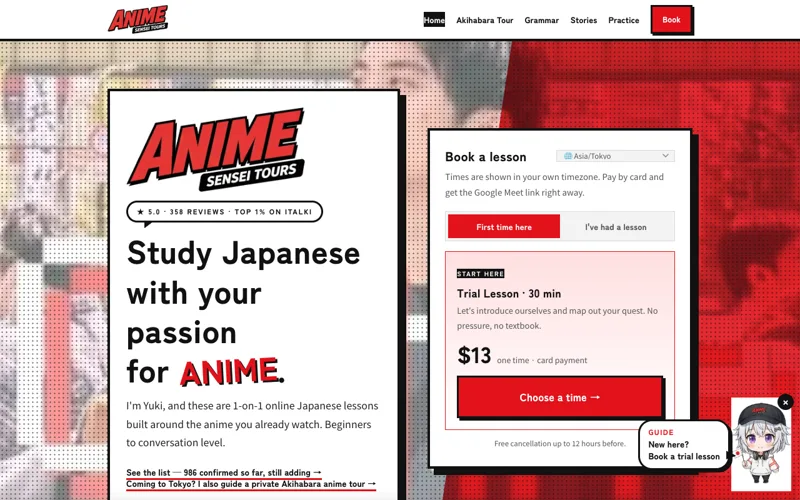 ANIME
SENSEI TOURS
Home
Akihabara Tour
Grammar
Stories
Practice
Book
ANIME
SENSEI TOURS
★ 5.0 · 358 REVIEWS · TOP 1% ON ITALKI
Study Japanese
with your
passion
for ANIME.
I'm Yuki, and these are 1-on-1 online Japanese lessons
built around the anime you already watch. Beginners
to conversation level.
See the list — 986 confirmed so far, still adding →
Coming to Tokyo? I also guide a private Akihabara anime tour →
Book a lesson
Asia/Tokyo
Times are shown in your own timezone. Pay by card and
get the Google Meet link right away.
First time here
I've had a lesson
START HERE
Trial Lesson · 30 min
Let's introduce ourselves and map out your quest. No
pressure, no textbook.
$13 one time · card payment
Choose a time →
Free cancellation up to 12 hours before.
GUIDE
New here?
Book a trial lesson
×